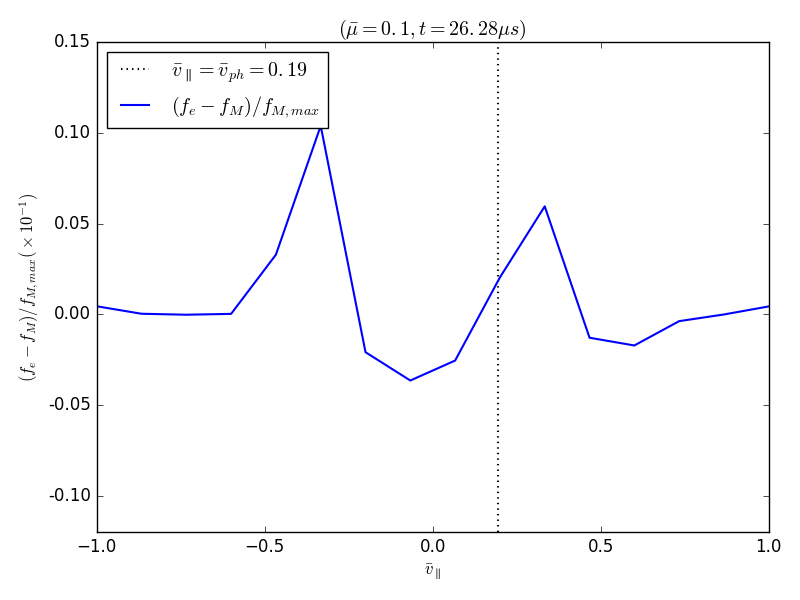 (μ̄ = 0.1, t = 26.28μs)
0.15
0.10
0.05
0.00
-0.05
-0.10
v̄∥ = v̄ph = 0.19
(fe − fM)/fM,max
(fe − fM)/fM,max(×10⁻¹)
−1.0 −0.5 0.0 0.5 1.0
v̄∥